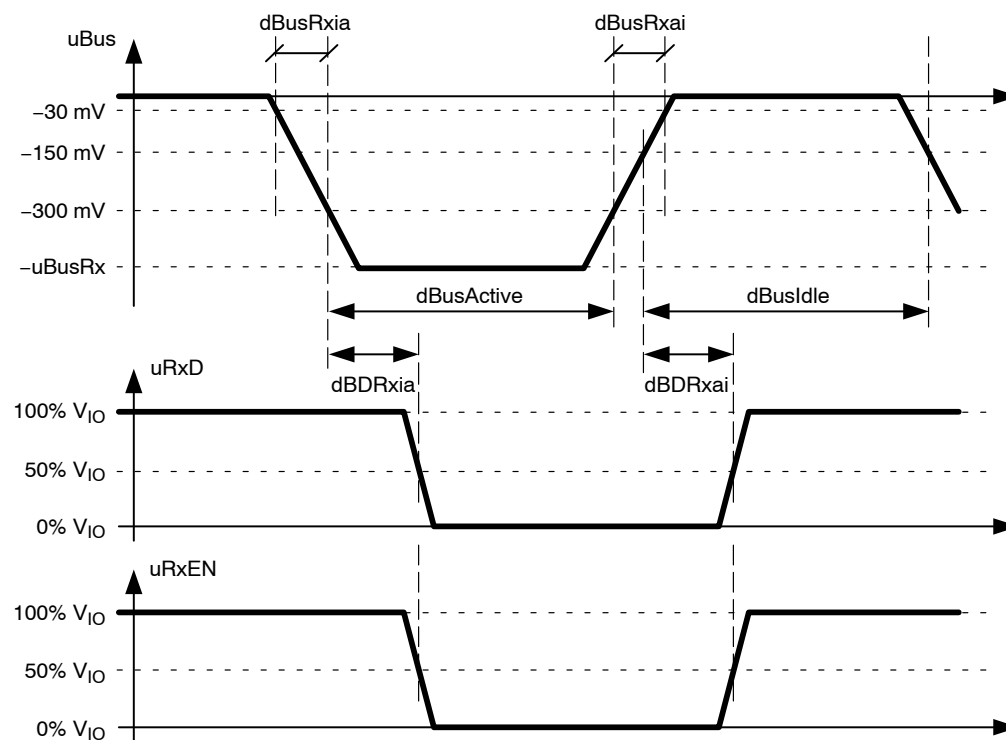 dBusRxia
dBusRxai
uBus
−30 mV
−150 mV
−300 mV
−uBusRx
dBusActive
dBusIdle
uRxD
dBDRxia
dBDRxai
100% VIO
50% VIO
0% VIO
uRxEN
100% VIO
50% VIO
0% VIO